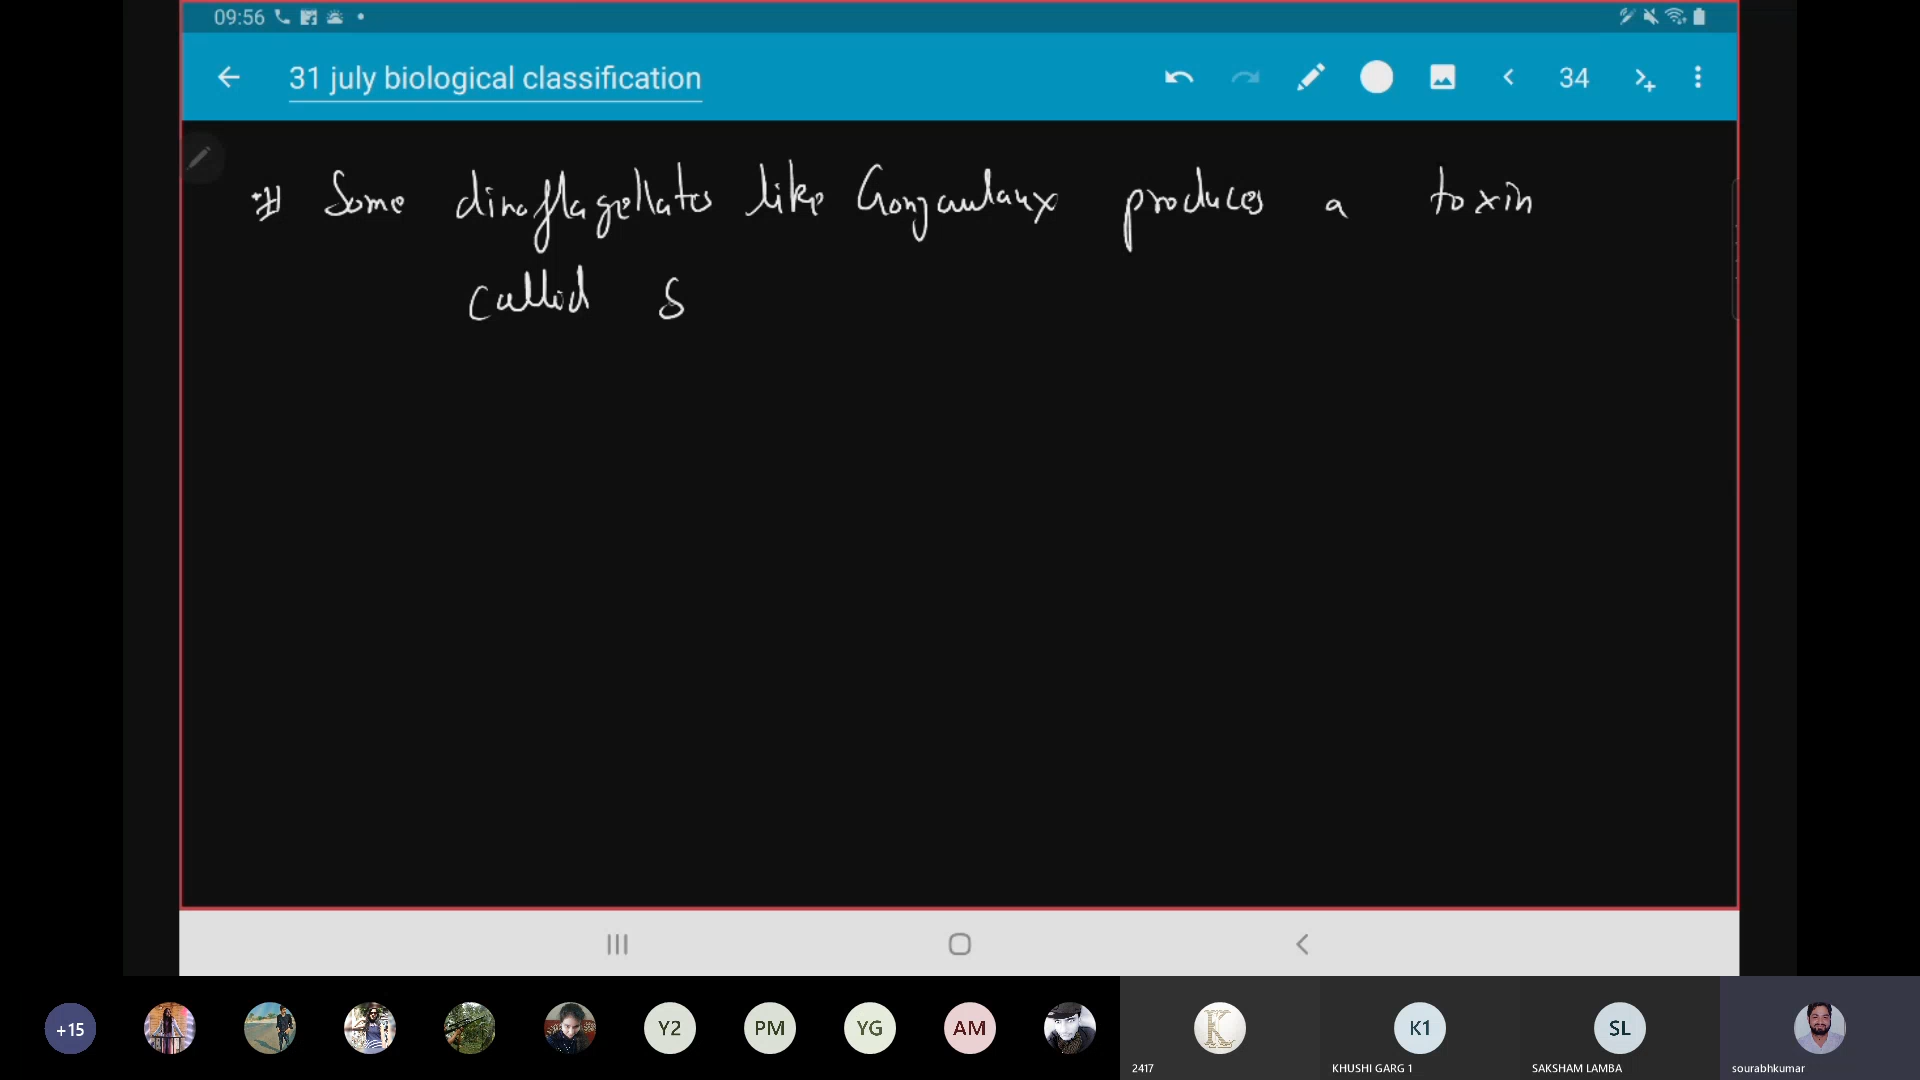 09:56
31 july biological classification
34
# Some dinoflagellates like Gonyaulaux produces a toxin
called S
+15
Y2
PM
YG
AM
K
K1
SL
2417
KHUSHI GARG 1
SAKSHAM LAMBA
sourabhkumar